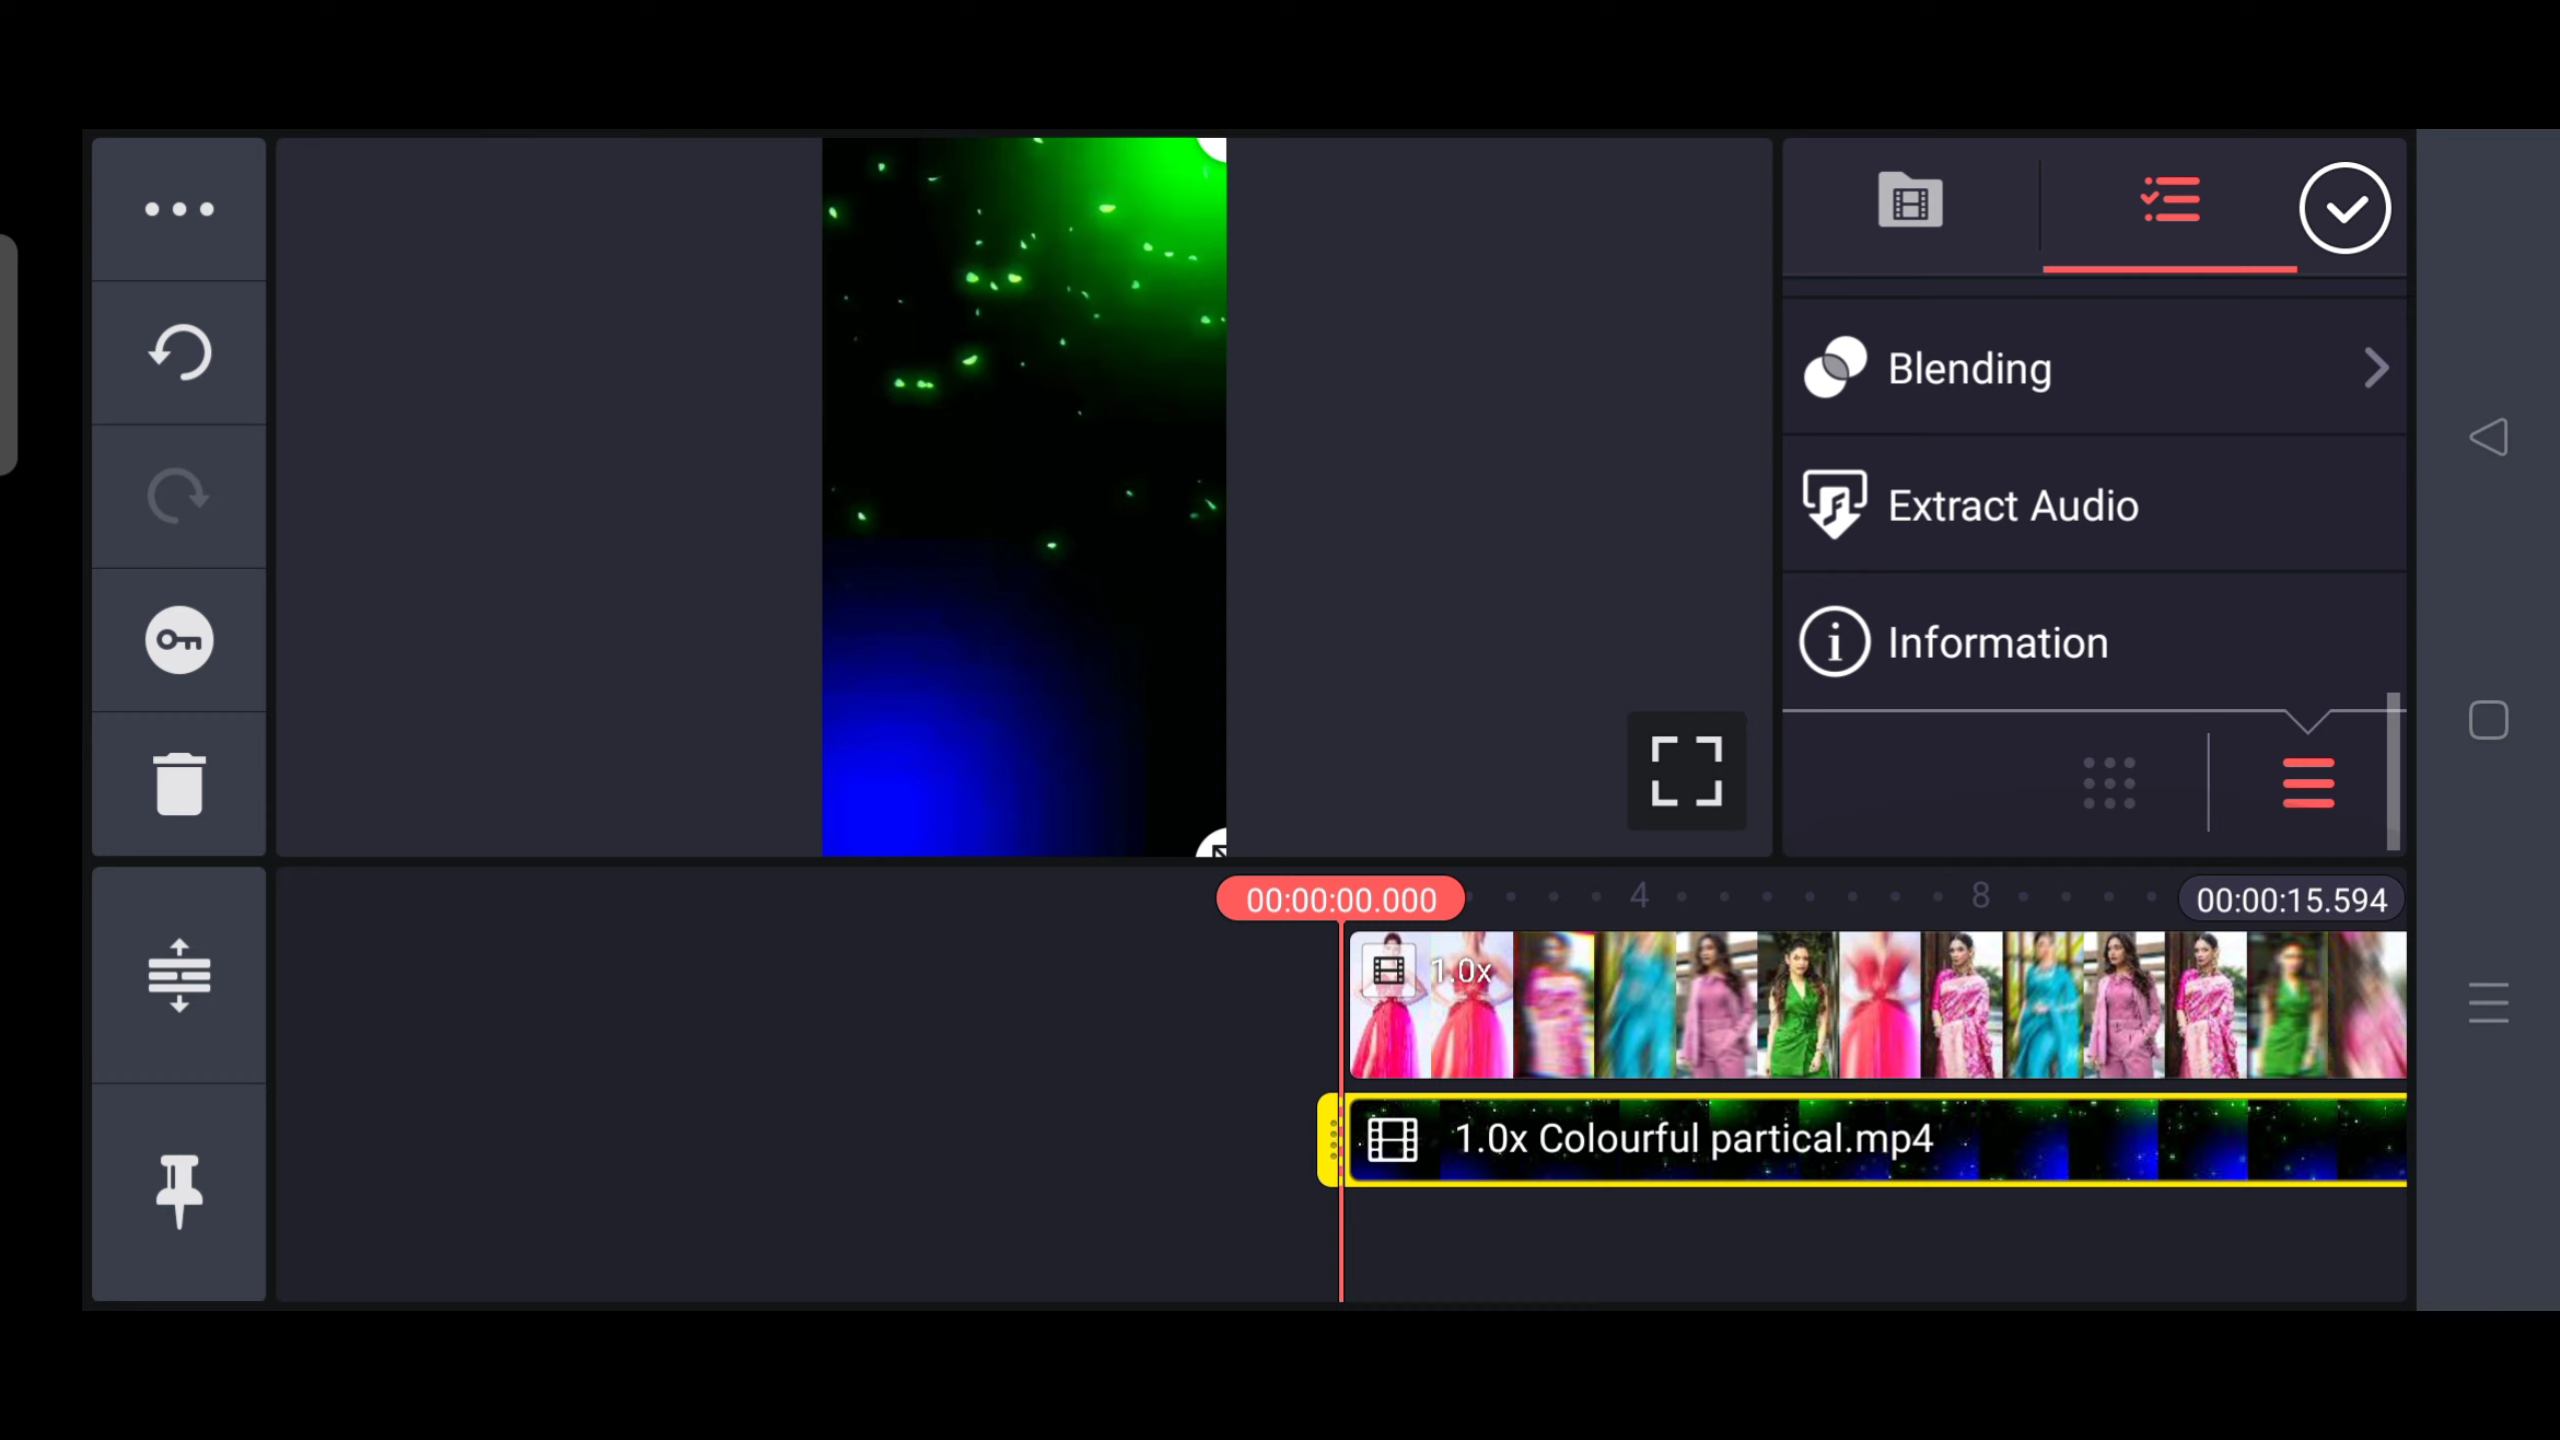 Blending
Extract Audio
Information
00:00:00.000
4
8
00:00:15.594
1.0x
1.0x Colourful partical.mp4